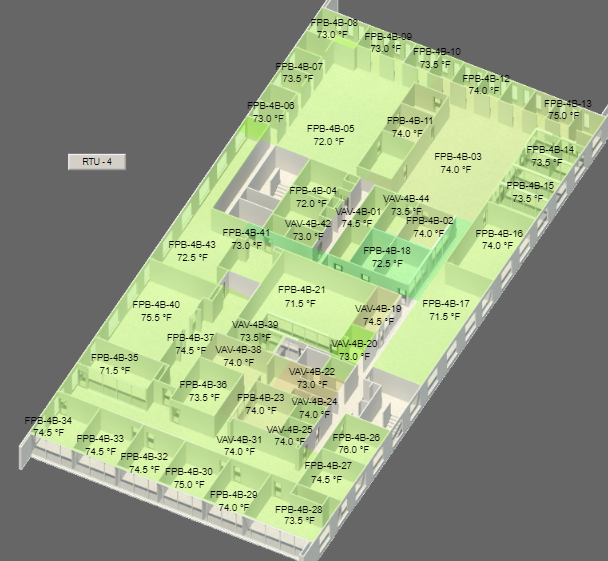 FPB-4B-08
73.0 °F
FPB-4B-09
73.0 °F
FPB-4B-10
73.5 °F
FPB-4B-07
73.5 °F
FPB-4B-12
74.0 °F
FPB-4B-06
73.0 °F
FPB-4B-13
75.0 °F
FPB-4B-05
72.0 °F
FPB-4B-11
74.0 °F
FPB-4B-03
74.0 °F
FPB-4B-14
73.5 °F
RTU - 4
FPB-4B-15
73.5 °F
FPB-4B-04
72.0 °F
VAV-4B-44
73.5 °F
VAV-4B-01
74.5 °F
VAV-4B-42
73.0 °F
FPB-4B-02
74.0 °F
FPB-4B-16
74.0 °F
FPB-4B-41
73.0 °F
FPB-4B-43
72.5 °F
FPB-4B-18
72.5 °F
FPB-4B-21
71.5 °F
FPB-4B-17
71.5 °F
FPB-4B-40
75.5 °F
VAV-4B-19
74.5 °F
VAV-4B-39
73.5 °F
FPB-4B-37
74.5 °F
VAV-4B-20
73.0 °F
VAV-4B-38
74.0 °F
FPB-4B-35
71.5 °F
VAV-4B-22
73.0 °F
FPB-4B-36
73.5 °F
FPB-4B-23
74.0 °F
VAV-4B-24
74.0 °F
FPB-4B-34
74.5 °F
VAV-4B-25
74.0 °F
FPB-4B-26
76.0 °F
FPB-4B-33
74.5 °F
VAV-4B-31
74.0 °F
FPB-4B-32
74.5 °F
FPB-4B-27
74.5 °F
FPB-4B-30
75.0 °F
FPB-4B-29
74.0 °F
FPB-4B-28
73.5 °F